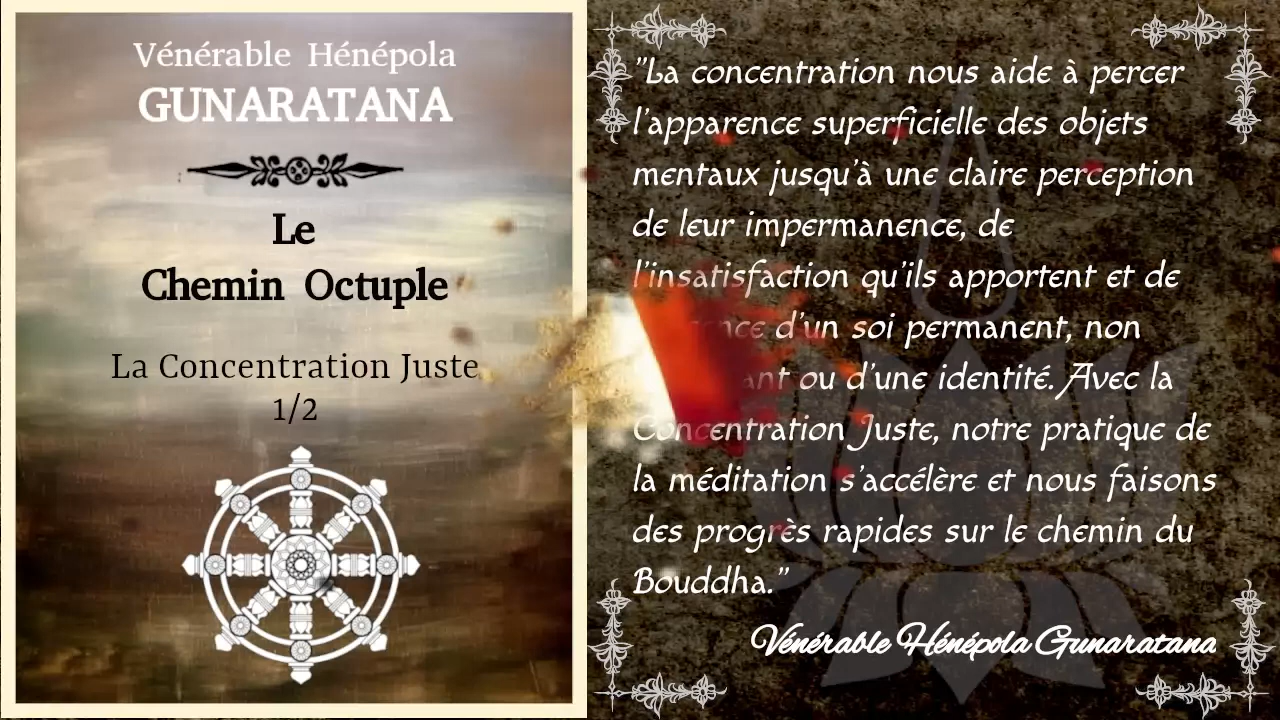 Vénérable Hénépola
GUNARATANA
Le
Chemin Octuple
La Concentration Juste
1/2
"La concentration nous aide à percer
l'apparence superficielle des objets
mentaux jusqu'à une claire perception
de leur impermanence, de
l'insatisfaction qu'ils apportent et de
d'un soi permanent, non
ou d'une identité. Avec la
Concentration Juste, notre pratique de
la méditation s'accélère et nous faisons
des progrès rapides sur le chemin du
Bouddha."
Vénérable Hénépola Gunaratana